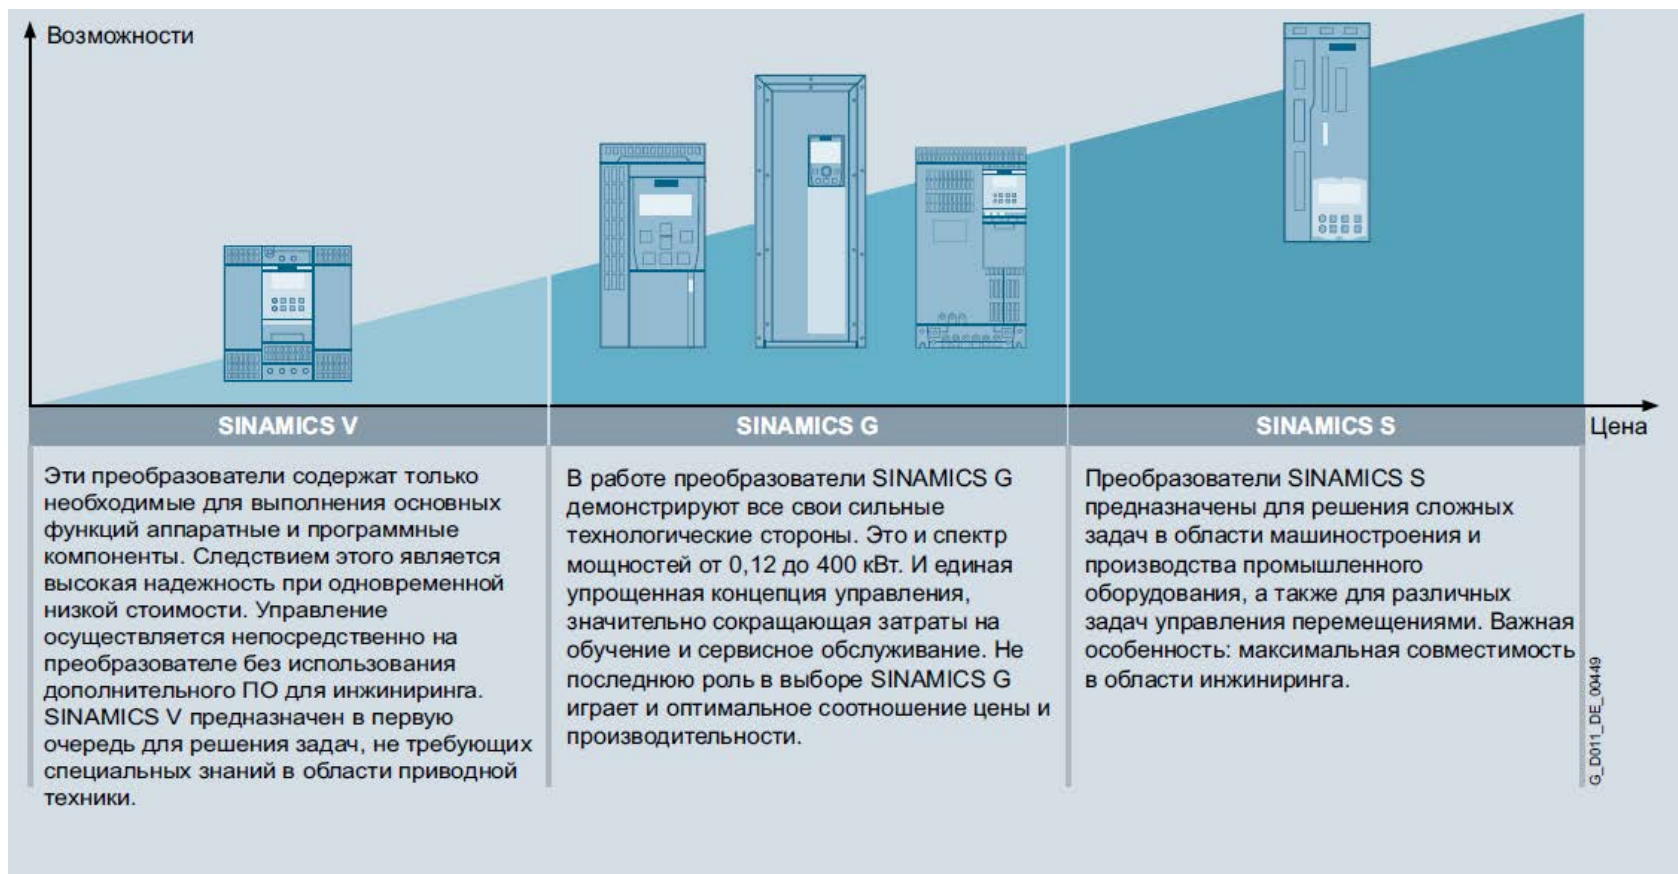 Возможности
SINAMICS V
SINAMICS G
SINAMICS S
Цена
Эти преобразователи содержат только
необходимые для выполнения основных
функций аппаратные и программные
компоненты. Следствием этого является
высокая надежность при одновременной
низкой стоимости. Управление
осуществляется непосредственно на
преобразователе без использования
дополнительного ПО для инжиниринга.
SINAMICS V предназначен в первую
очередь для решения задач, не требующих
специальных знаний в области приводной
техники.
В работе преобразователи SINAMICS G
демонстрируют все свои сильные
технологические стороны. Это и спектр
мощностей от 0,12 до 400 кВт. И единая
упрощенная концепция управления,
значительно сокращающая затраты на
обучение и сервисное обслуживание. Не
последнюю роль в выборе SINAMICS G
играет и оптимальное соотношение цены и
производительности.
Преобразователи SINAMICS S
предназначены для решения сложных
задач в области машиностроения и
производства промышленного
оборудования, а также для различных
задач управления перемещениями. Важная
особенность: максимальная совместимость
в области инжиниринга.
G_D011_DE_00449